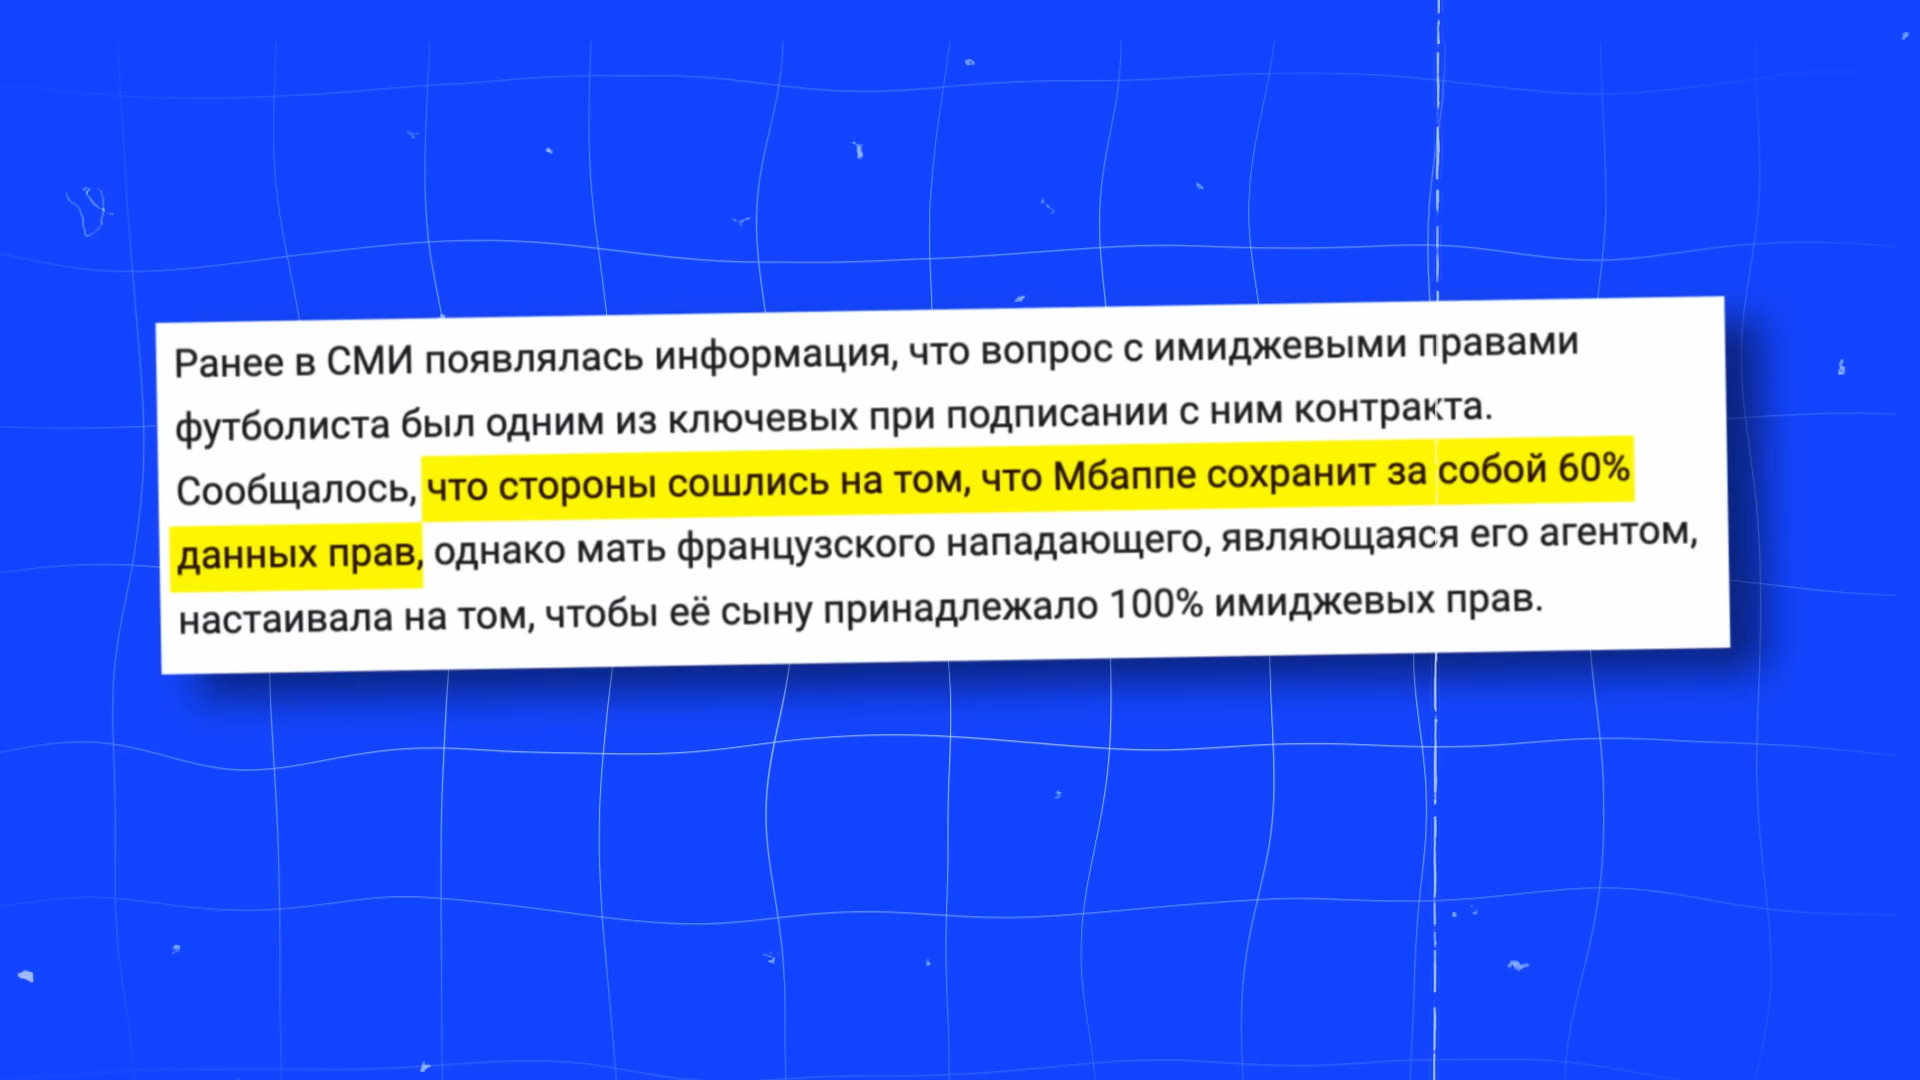 Ранее в СМИ появлялась информация, что вопрос с имиджевыми правами
футболиста был одним из ключевых при подписании с ним контракта.
Сообщалось, что стороны сошлись на том, что Мбаппе сохранит за собой 60%
данных прав, однако мать французского нападающего, являющаяся его агентом,
настаивала на том, чтобы её сыну принадлежало 100% имиджевых прав.